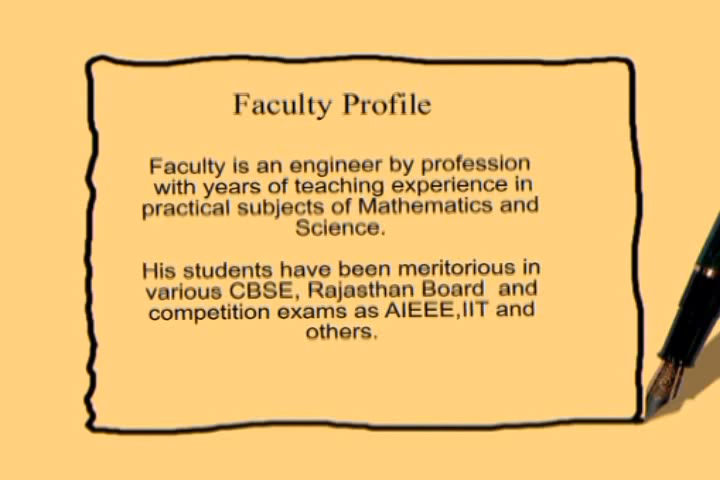 Faculty Profile
Faculty is an engineer by profession
with years of teaching experience in
practical subjects of Mathematics and
Science.
His students have been meritorious in
various CBSE, Rajasthan Board  and
competition exams as AIEEE,IIT and
others.